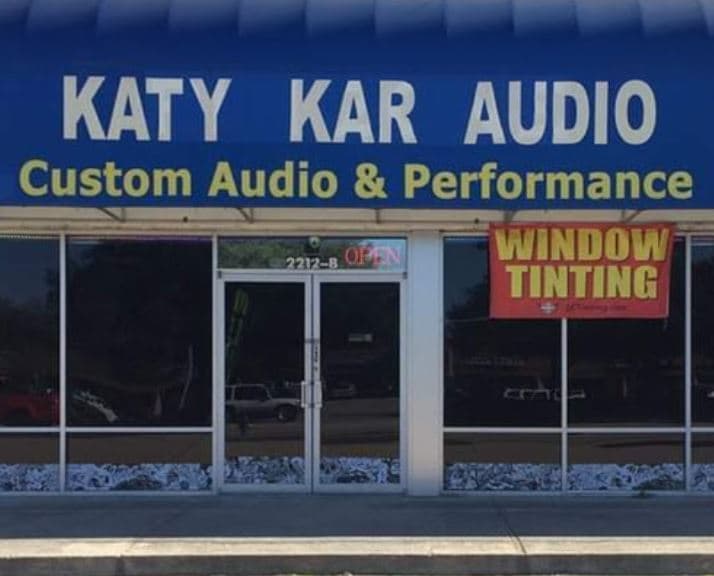 KATY KAR AUDIO
Custom Audio & Performance
2212-B OPEN
WINDOW
TINTING